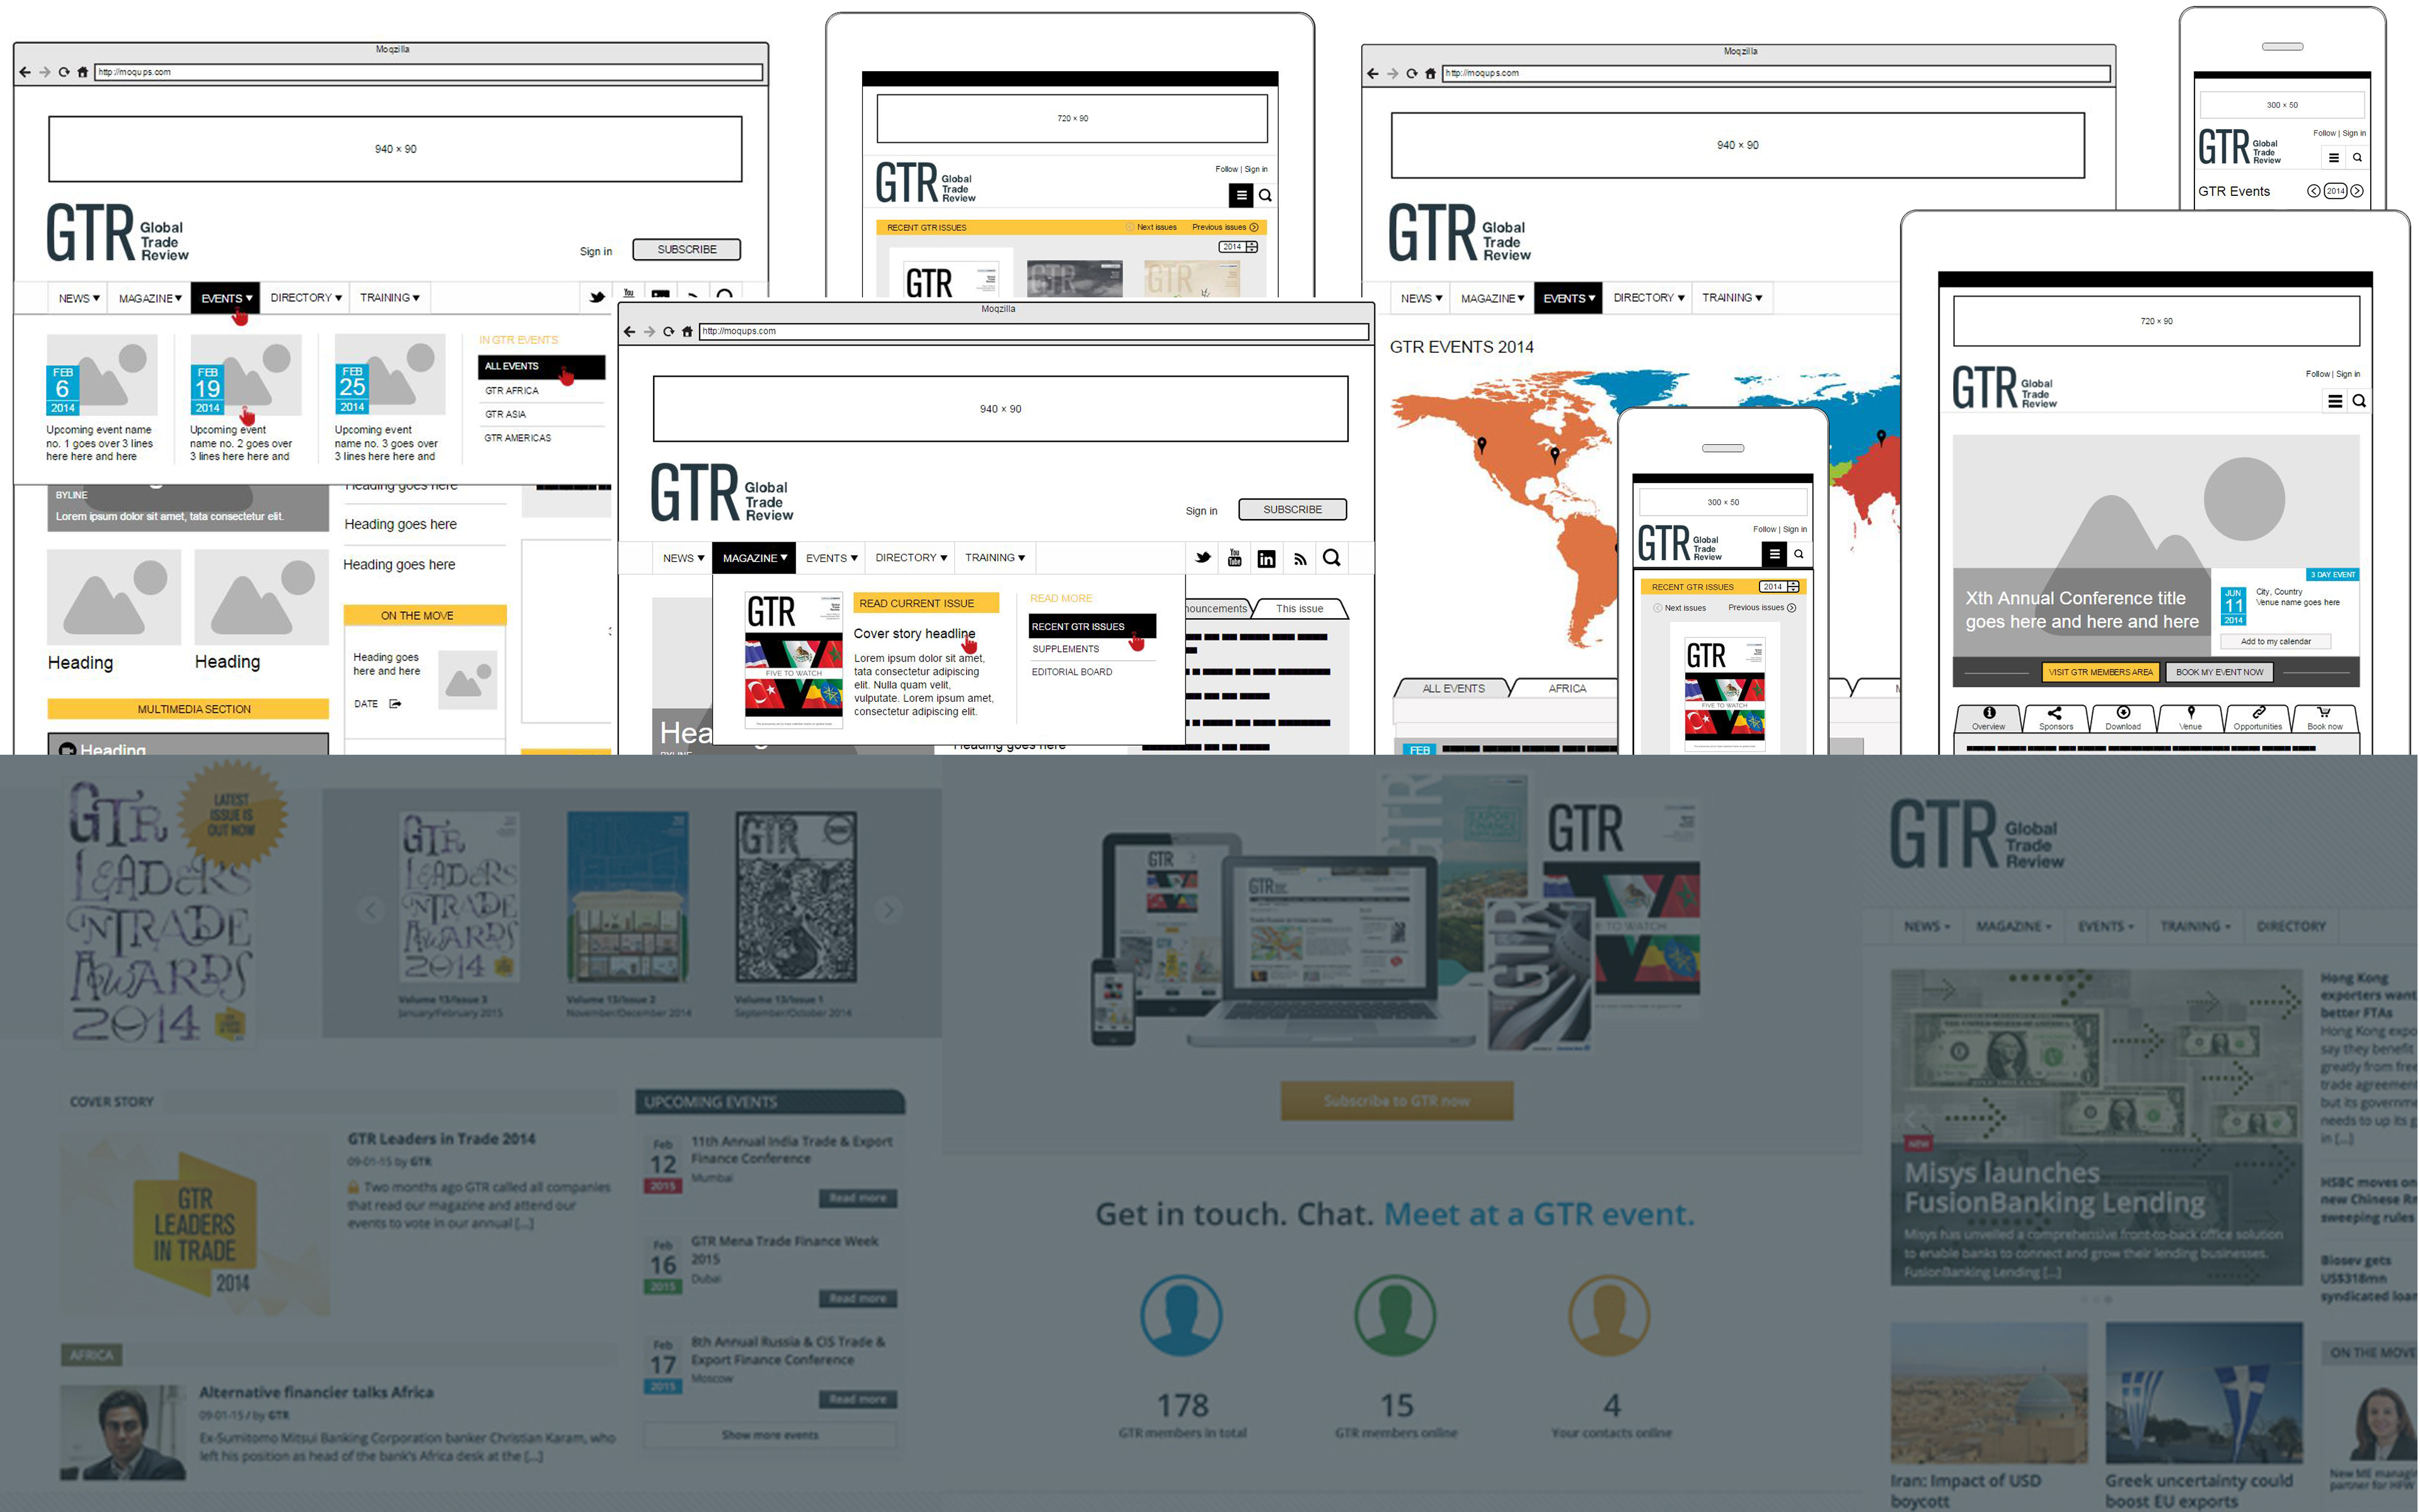 Moqzilla
http://moqups.com
940 × 90
GTR Global
Trade
Review
Sign in
SUBSCRIBE
NEWS
MAGAZINE
EVENTS
DIRECTORY
TRAINING
FEB
6
2014
Upcoming event name
no. 1 goes over 3 lines
here here and here
FEB
19
2014
Upcoming event
name no. 2 goes over
3 lines here here and
FEB
25
2014
Upcoming event
name no. 3 goes over
3 lines here here and
IN GTR EVENTS
ALL EVENTS
GTR AFRICA
GTR ASIA
GTR AMERICAS
BYLINE
Lorem ipsum dolor sit amet, tata consectetur elit.
Heading goes here
Heading goes here
Heading goes here
Heading
Heading
MULTIMEDIA SECTION
Heading
ON THE MOVE
Heading goes
here and here
DATE
720 × 90
GTR Global
Trade
Review
Follow | Sign in
RECENT GTR ISSUES
Next issues
Previous issues
2014
GTR
GTR
GTR
Moqzilla
http://moqups.com
940 × 90
GTR Global
Trade
Review
Sign in
SUBSCRIBE
NEWS
MAGAZINE
EVENTS
DIRECTORY
TRAINING
You
Tube
in
GTR
FIVE TO WATCH
READ CURRENT ISSUE
Cover story headline
Lorem ipsum dolor sit amet,
tata consectetur adipiscing
elit. Nulla quam velit,
vulputate. Lorem ipsum amet,
consectetur adipiscing elit.
READ MORE
RECENT GTR ISSUES
SUPPLEMENTS
EDITORIAL BOARD
nouncements
This issue
Hea
Heading goes here
Moqzilla
http://moqups.com
940 × 90
GTR Global
Trade
Review
NEWS
MAGAZINE
EVENTS
DIRECTORY
TRAINING
GTR EVENTS 2014
ALL EVENTS
AFRICA
FEB
300 × 50
GTR Global
Trade
Review
Follow | Sign in
RECENT GTR ISSUES
2014
Next issues
Previous issues
GTR
FIVE TO WATCH
300 × 50
Follow | Sign in
GTR Global
Trade
Review
GTR Events
2014
720 × 90
Follow | Sign in
GTR Global
Trade
Review
3 DAY EVENT
Xth Annual Conference title
goes here and here and here
JUN
11
2014
City, Country
Venue name goes here
Add to my calendar
VISIT GTR MEMBERS AREA
BOOK MY EVENT NOW
Overview
Sponsors
Download
Venue
Opportunities
Book now
GTR
LEADERS
'NTRADE
AWARDS
2014
LATEST
ISSUE IS
OUT NOW
GTR
LEADERS
'NTRADE
AWARDS
2014
Volume 13/Issue 3
January/February 2015
GTR
Volume 13/Issue 2
November/December 2014
GTR
Volume 13/Issue 1
September/October 2014
COVER STORY
GTR
LEADERS
IN TRADE
2014
GTR Leaders in Trade 2014
09-01-15 by GTR
Two months ago GTR called all companies
that read our magazine and attend our
events to vote in our annual [...]
AFRICA
Alternative financier talks Africa
09-01-15 / by GTR
Ex-Sumitomo Mitsui Banking Corporation banker Christian Karam, who
left his position as head of the bank's Africa desk at the [...]
UPCOMING EVENTS
Feb
12
2015
11th Annual India Trade & Export
Finance Conference
Mumbai
Read more
Feb
16
2015
GTR Mena Trade Finance Week
2015
Dubai
Read more
Feb
17
2015
8th Annual Russia & CIS Trade &
Export Finance Conference
Moscow
Read more
Show more events
GTR
GTR
GTR
EXPORT
FINANCE
GTR
GTR
E TO WATCH
Subscribe to GTR now
Get in touch. Chat. Meet at a GTR event.
178
GTR members in total
15
GTR members online
4
Your contacts online
GTR Global
Trade
Review
NEWS
MAGAZINE
EVENTS
TRAINING
DIRECTORY
NEW
Misys launches
FusionBanking Lending
Misys has unveiled a comprehensive front-to-back office solution
to enable banks to connect and grow their lending businesses.
FusionBanking Lending [...]
Hong Kong
exporters want
better FTAs
Hong Kong expo
say they benefit
greatly from free
trade agreement
but its governme
needs to up its g
in [...]
HSBC moves on
new Chinese R
sweeping rules
Biosev gets
US$318mn
syndicated loan
ON THE MOVE
New ME managi
partner for HFW
Iran: Impact of USD
boycott
Greek uncertainty could
boost EU exports